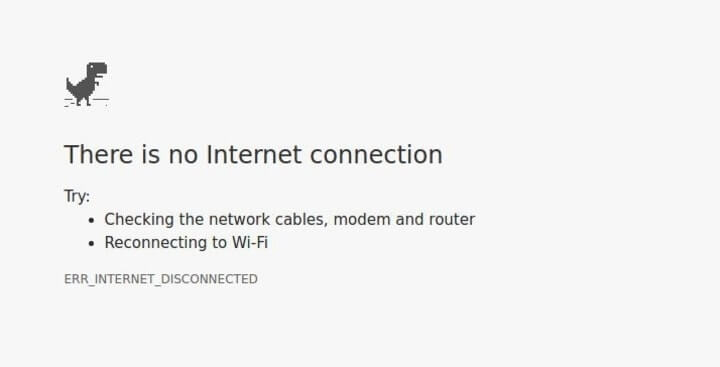 There is no Internet connection
Try:
• Checking the network cables, modem and router
• Reconnecting to Wi-Fi
ERR_INTERNET_DISCONNECTED